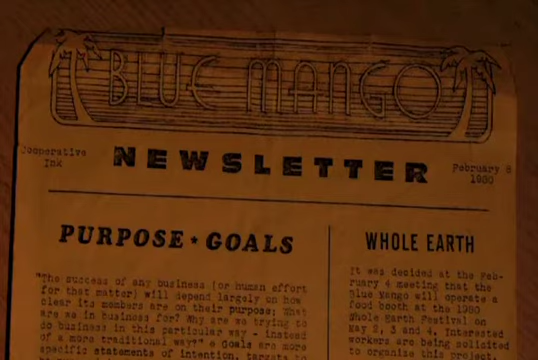 BLUE MANGO
Cooperative
Ink
NEWSLETTER
February 8
1980
PURPOSE * GOALS
"The success of any business (or human effort
for that matter) will depend largely on how
clear its members are on their purpose; What
are we in business for? Why are we trying to
do business in this particular way - instead
of a more traditional way?" & goals are more
specific statements of intention, targets to
WHOLE EARTH
It was decided at the Feb-
ruary 4 meeting that the
Blue Mango will operate a
food booth at the 1980
Whole Earth Festival on
May 2, 3 and 4. Interested
workers are being solicited
to organize this project.